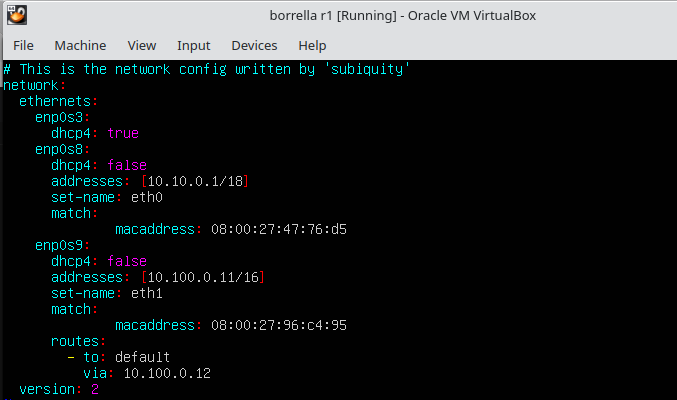 borrella r1 [Running] - Oracle VM VirtualBox
File Machine View Input Devices Help
# This is the network config written by 'subiquity'
network:
  ethernets:
    enp0s3:
      dhcp4: true
    enp0s8:
      dhcp4: false
      addresses: [10.10.0.1/18]
      set-name: eth0
      match:
              macaddress: 08:00:27:47:76:d5
    enp0s9:
      dhcp4: false
      addresses: [10.100.0.11/16]
      set-name: eth1
      match:
              macaddress: 08:00:27:96:c4:95
      routes:
        - to: default
          via: 10.100.0.12
  version: 2